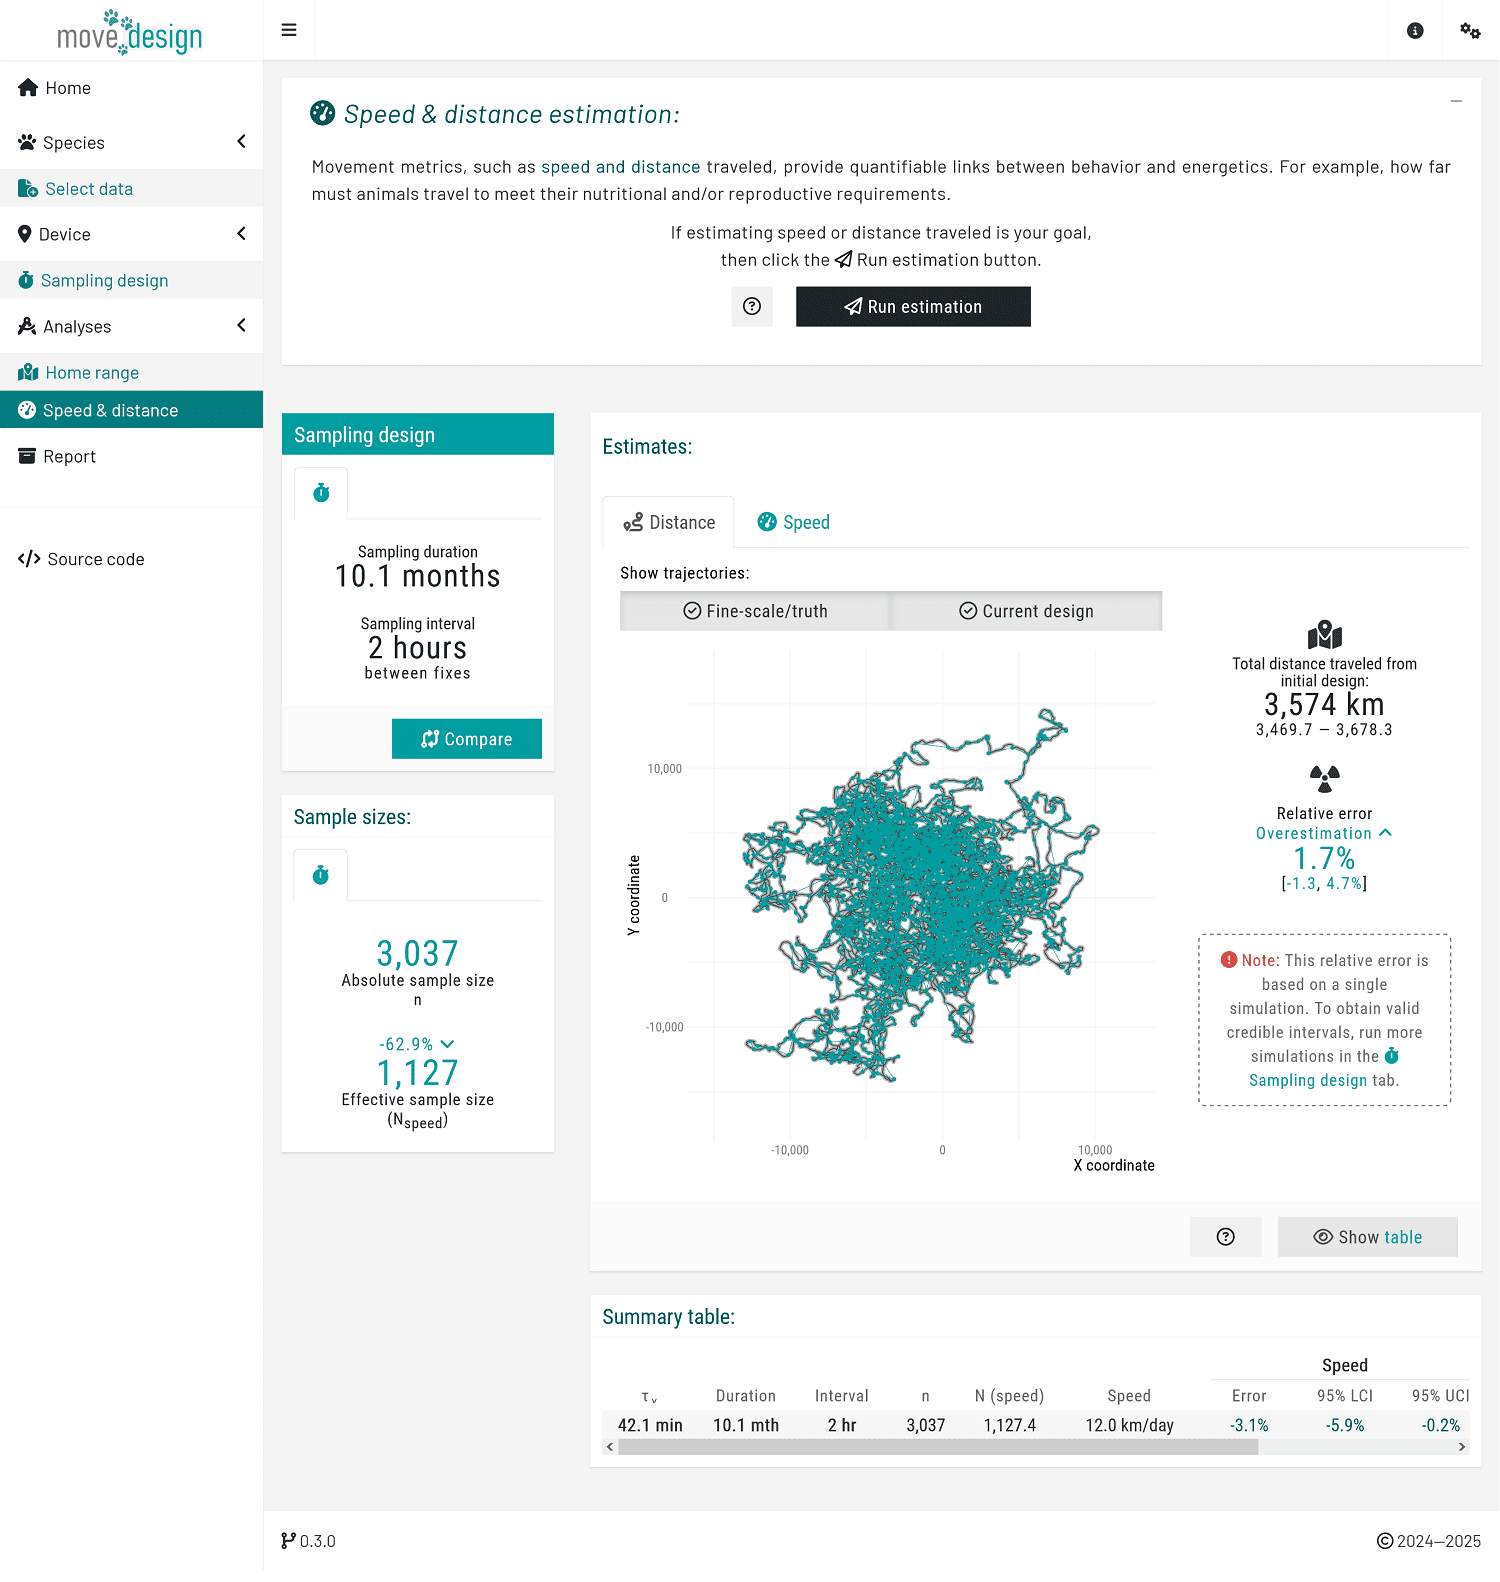 move.design
Home
Species
Select data
Device
Sampling design
Analyses
Home range
Speed & distance
Report
Source code
Speed & distance estimation:
Movement metrics, such as speed and distance traveled, provide quantifiable links between behavior and energetics. For example, how far
must animals travel to meet their nutritional and/or reproductive requirements.
If estimating speed or distance traveled is your goal,
then click the Run estimation button.
Run estimation
Sampling design
Sampling duration
10.1 months
Sampling interval
2 hours
between fixes
Compare
Sample sizes:
3,037
Absolute sample size
n
-62.9%
1,127
Effective sample size
(Nspeed)
Estimates:
Distance
Speed
Show trajectories:
Fine-scale/truth
Current design
10,000
0
-10,000
Y coordinate
-10,000
0
10,000
X coordinate
Total distance traveled from
initial design:
3,574 km
3,469.7 — 3,678.3
Relative error
Overestimation
1.7%
[-1.3, 4.7%]
Note: This relative error is
based on a single
simulation. To obtain valid
credible intervals, run more
simulations in the
Sampling design tab.
Show table
Summary table:
Speed
τv Duration Interval n N (speed) Speed Error 95% LCI 95% UCI
42.1 min 10.1 mth 2 hr 3,037 1,127.4 12.0 km/day -3.1% -5.9% -0.2%
0.3.0
© 2024—2025